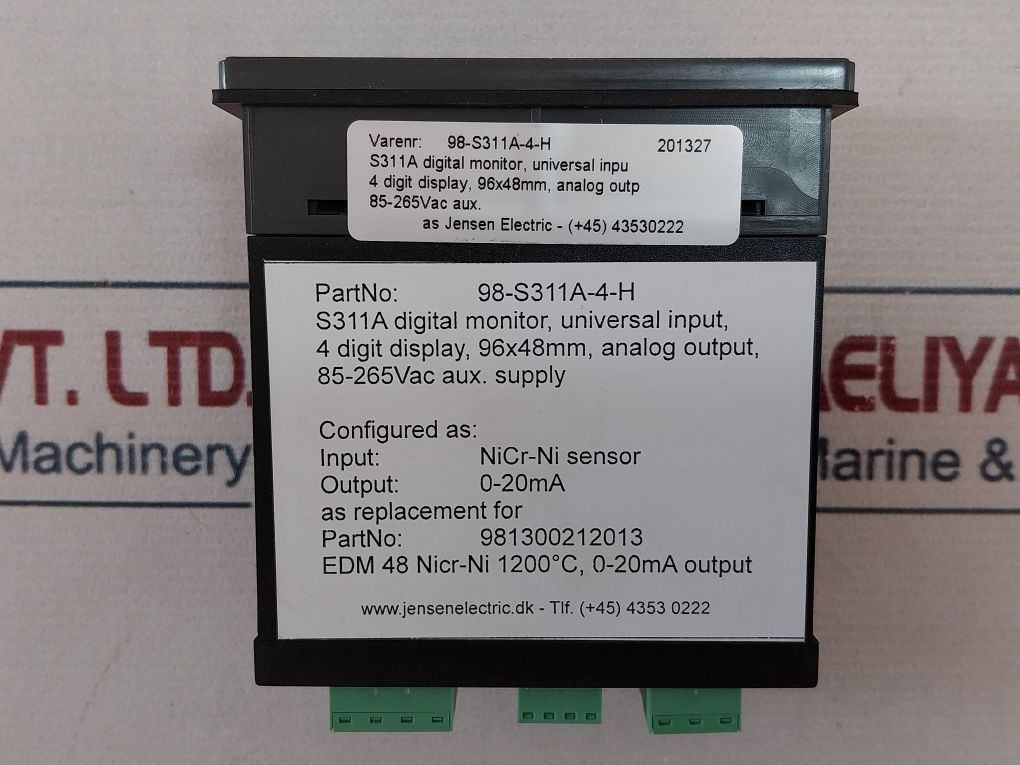 Varenr: 98-S311A-4-H 201327
S311A digital monitor, universal inpu
4 digit display, 96x48mm, analog outp
85-265Vac aux.
as Jensen Electric - (+45) 43530222
PartNo: 98-S311A-4-H
S311A digital monitor, universal input,
4 digit display, 96x48mm, analog output,
85-265Vac aux. supply
Configured as:
Input: NiCr-Ni sensor
Output: 0-20mA
as replacement for
PartNo: 981300212013
EDM 48 Nicr-Ni 1200°C, 0-20mA output
www.jensenelectric.dk - Tlf. (+45) 4353 0222
VT. LTD.
Machinery
AELIYA
arine &